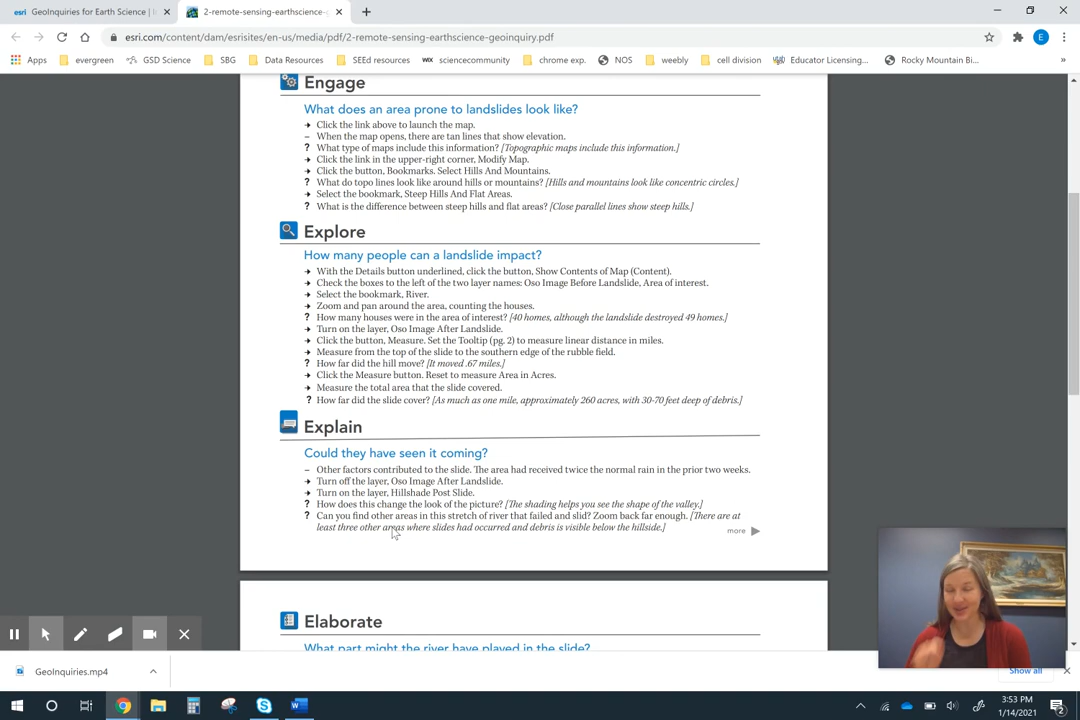 esri GeoInquiries for Earth Science | 
2-remote-sensing-earthscience-
esri.com/content/dam/esrisites/en-us/media/pdf/2-remote-sensing-earthscience-geoinquiry.pdf
E
Apps evergreen GSD Science SBG Data Resources SEEd resources WIX sciencecommunity chrome exp. NOS weebly cell division Educator Licensing... Rocky Mountain Bi... »
Engage
What does an area prone to landslides look like?
➔ Click the link above to launch the map.
– When the map opens, there are tan lines that show elevation.
? What type of maps include this information? [Topographic maps include this information.]
➔ Click the link in the upper-right corner, Modify Map.
➔ Click the button, Bookmarks. Select Hills And Mountains.
? What do topo lines look like around hills or mountains? [Hills and mountains look like concentric circles.]
➔ Select the bookmark, Steep Hills And Flat Areas.
? What is the difference between steep hills and flat areas? [Close parallel lines show steep hills.]
Explore
How many people can a landslide impact?
➔ With the Details button underlined, click the button, Show Contents of Map (Content).
➔ Check the boxes to the left of the two layer names: Oso Image Before Landslide, Area of interest.
➔ Select the bookmark, River.
➔ Zoom and pan around the area, counting the houses.
? How many houses were in the area of interest? [40 homes, although the landslide destroyed 49 homes.]
➔ Turn on the layer, Oso Image After Landslide.
➔ Click the button, Measure. Set the Tooltip (pg. 2) to measure linear distance in miles.
➔ Measure from the top of the slide to the southern edge of the rubble field.
? How far did the hill move? [It moved .67 miles.]
➔ Click the Measure button. Reset to measure Area in Acres.
➔ Measure the total area that the slide covered.
? How far did the slide cover? [As much as one mile, approximately 260 acres, with 30-70 feet deep of debris.]
Explain
Could they have seen it coming?
– Other factors contributed to the slide. The area had received twice the normal rain in the prior two weeks.
➔ Turn off the layer, Oso Image After Landslide.
➔ Turn on the layer, Hillshade Post Slide.
? How does this change the look of the picture? [The shading helps you see the shape of the valley.]
? Can you find other areas in this stretch of river that failed and slid? Zoom back far enough. [There are at
least three other areas where slides had occurred and debris is visible below the hillside.]
more
Elaborate
What part might the river have played in the slide?
GeoInquiries.mp4
Show all
3:53 PM
1/14/2021
2